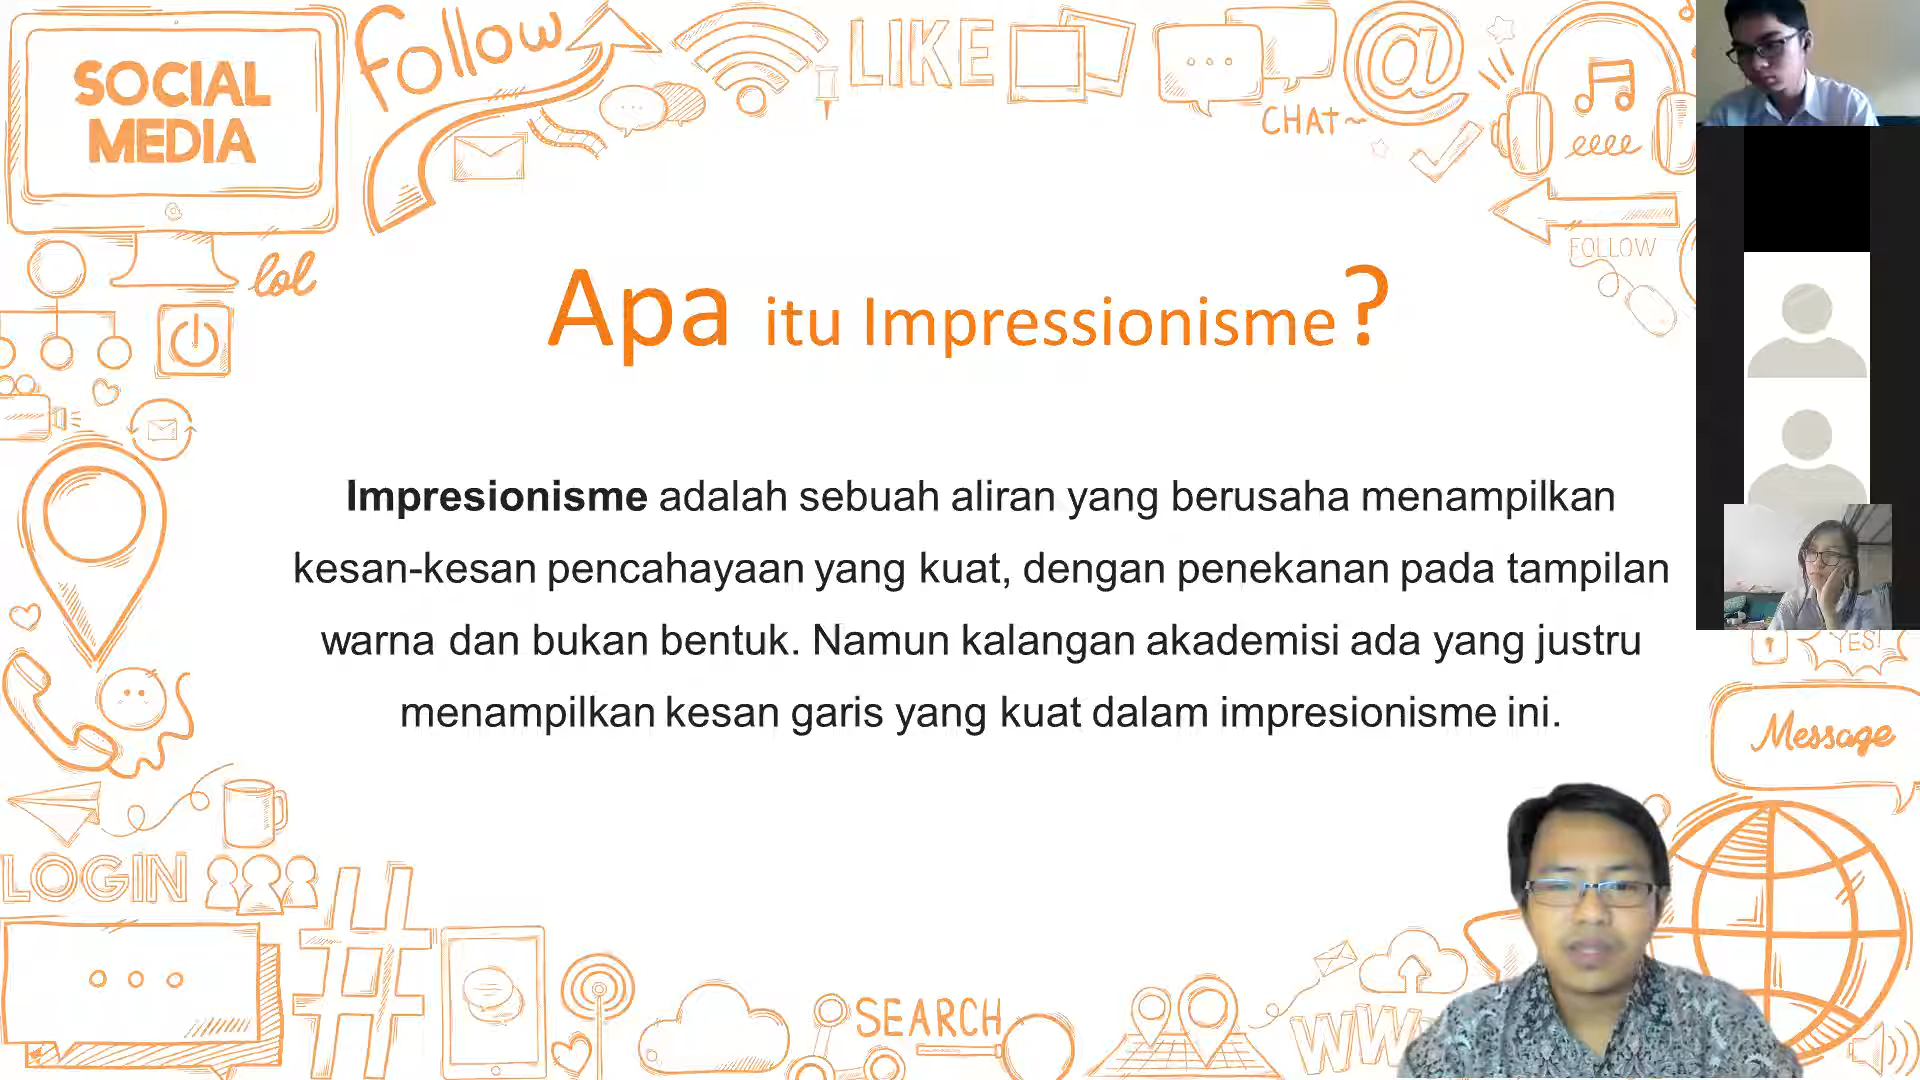 SOCIAL
MEDIA
Follow
LIKE
CHAT
@
FOLLOW
lol
Apa itu Impressionisme?
Impresionisme adalah sebuah aliran yang berusaha menampilkan
kesan-kesan pencahayaan yang kuat, dengan penekanan pada tampilan
warna dan bukan bentuk. Namun kalangan akademisi ada yang justru
menampilkan kesan garis yang kuat dalam impresionisme ini.
YES!
Message
LOGIN
#
SEARCH